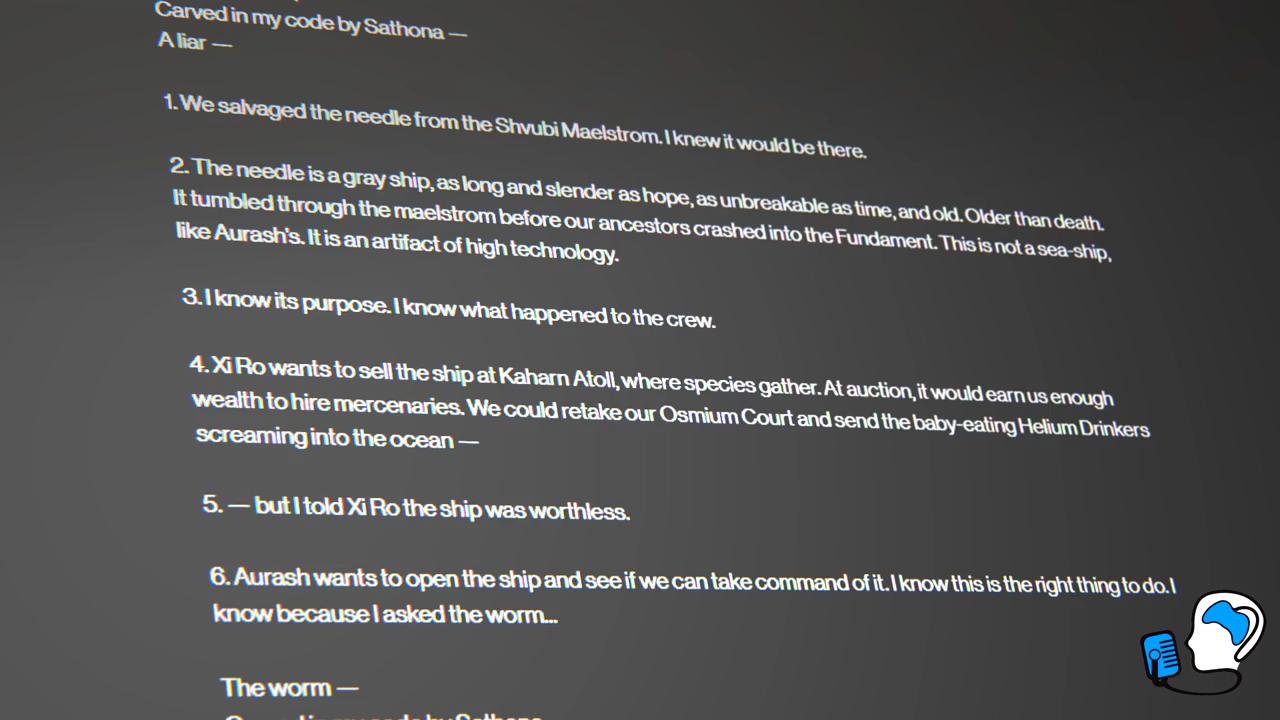 Carved in my code by Sathona —
A liar —
1. We salvaged the needle from the Shvubi Maelstrom. I knew it would be there.
2. The needle is a gray ship, as long and slender as hope, as unbreakable as time, and old. Older than death.
It tumbled through the maelstrom before our ancestors crashed into the Fundament. This is not a sea-ship,
like Aurash's. It is an artifact of high technology.
3. I know its purpose. I know what happened to the crew.
4. Xi Ro wants to sell the ship at Kaharn Atoll, where species gather. At auction, it would earn us enough
wealth to hire mercenaries. We could retake our Osmium Court and send the baby-eating Helium Drinkers
screaming into the ocean —
5. — but I told Xi Ro the ship was worthless.
6. Aurash wants to open the ship and see if we can take command of it. I know this is the right thing to do. I
know because I asked the worm...
The worm —